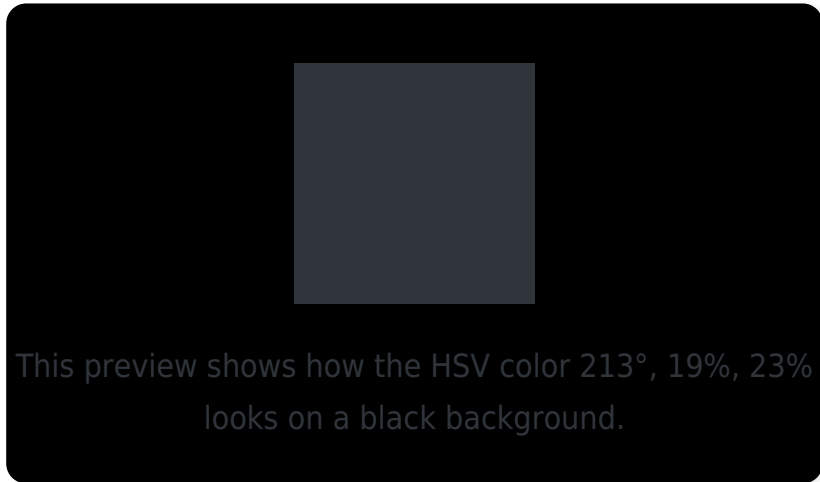 This preview shows how the HSV color 213°, 19%, 23%
looks on a black background.